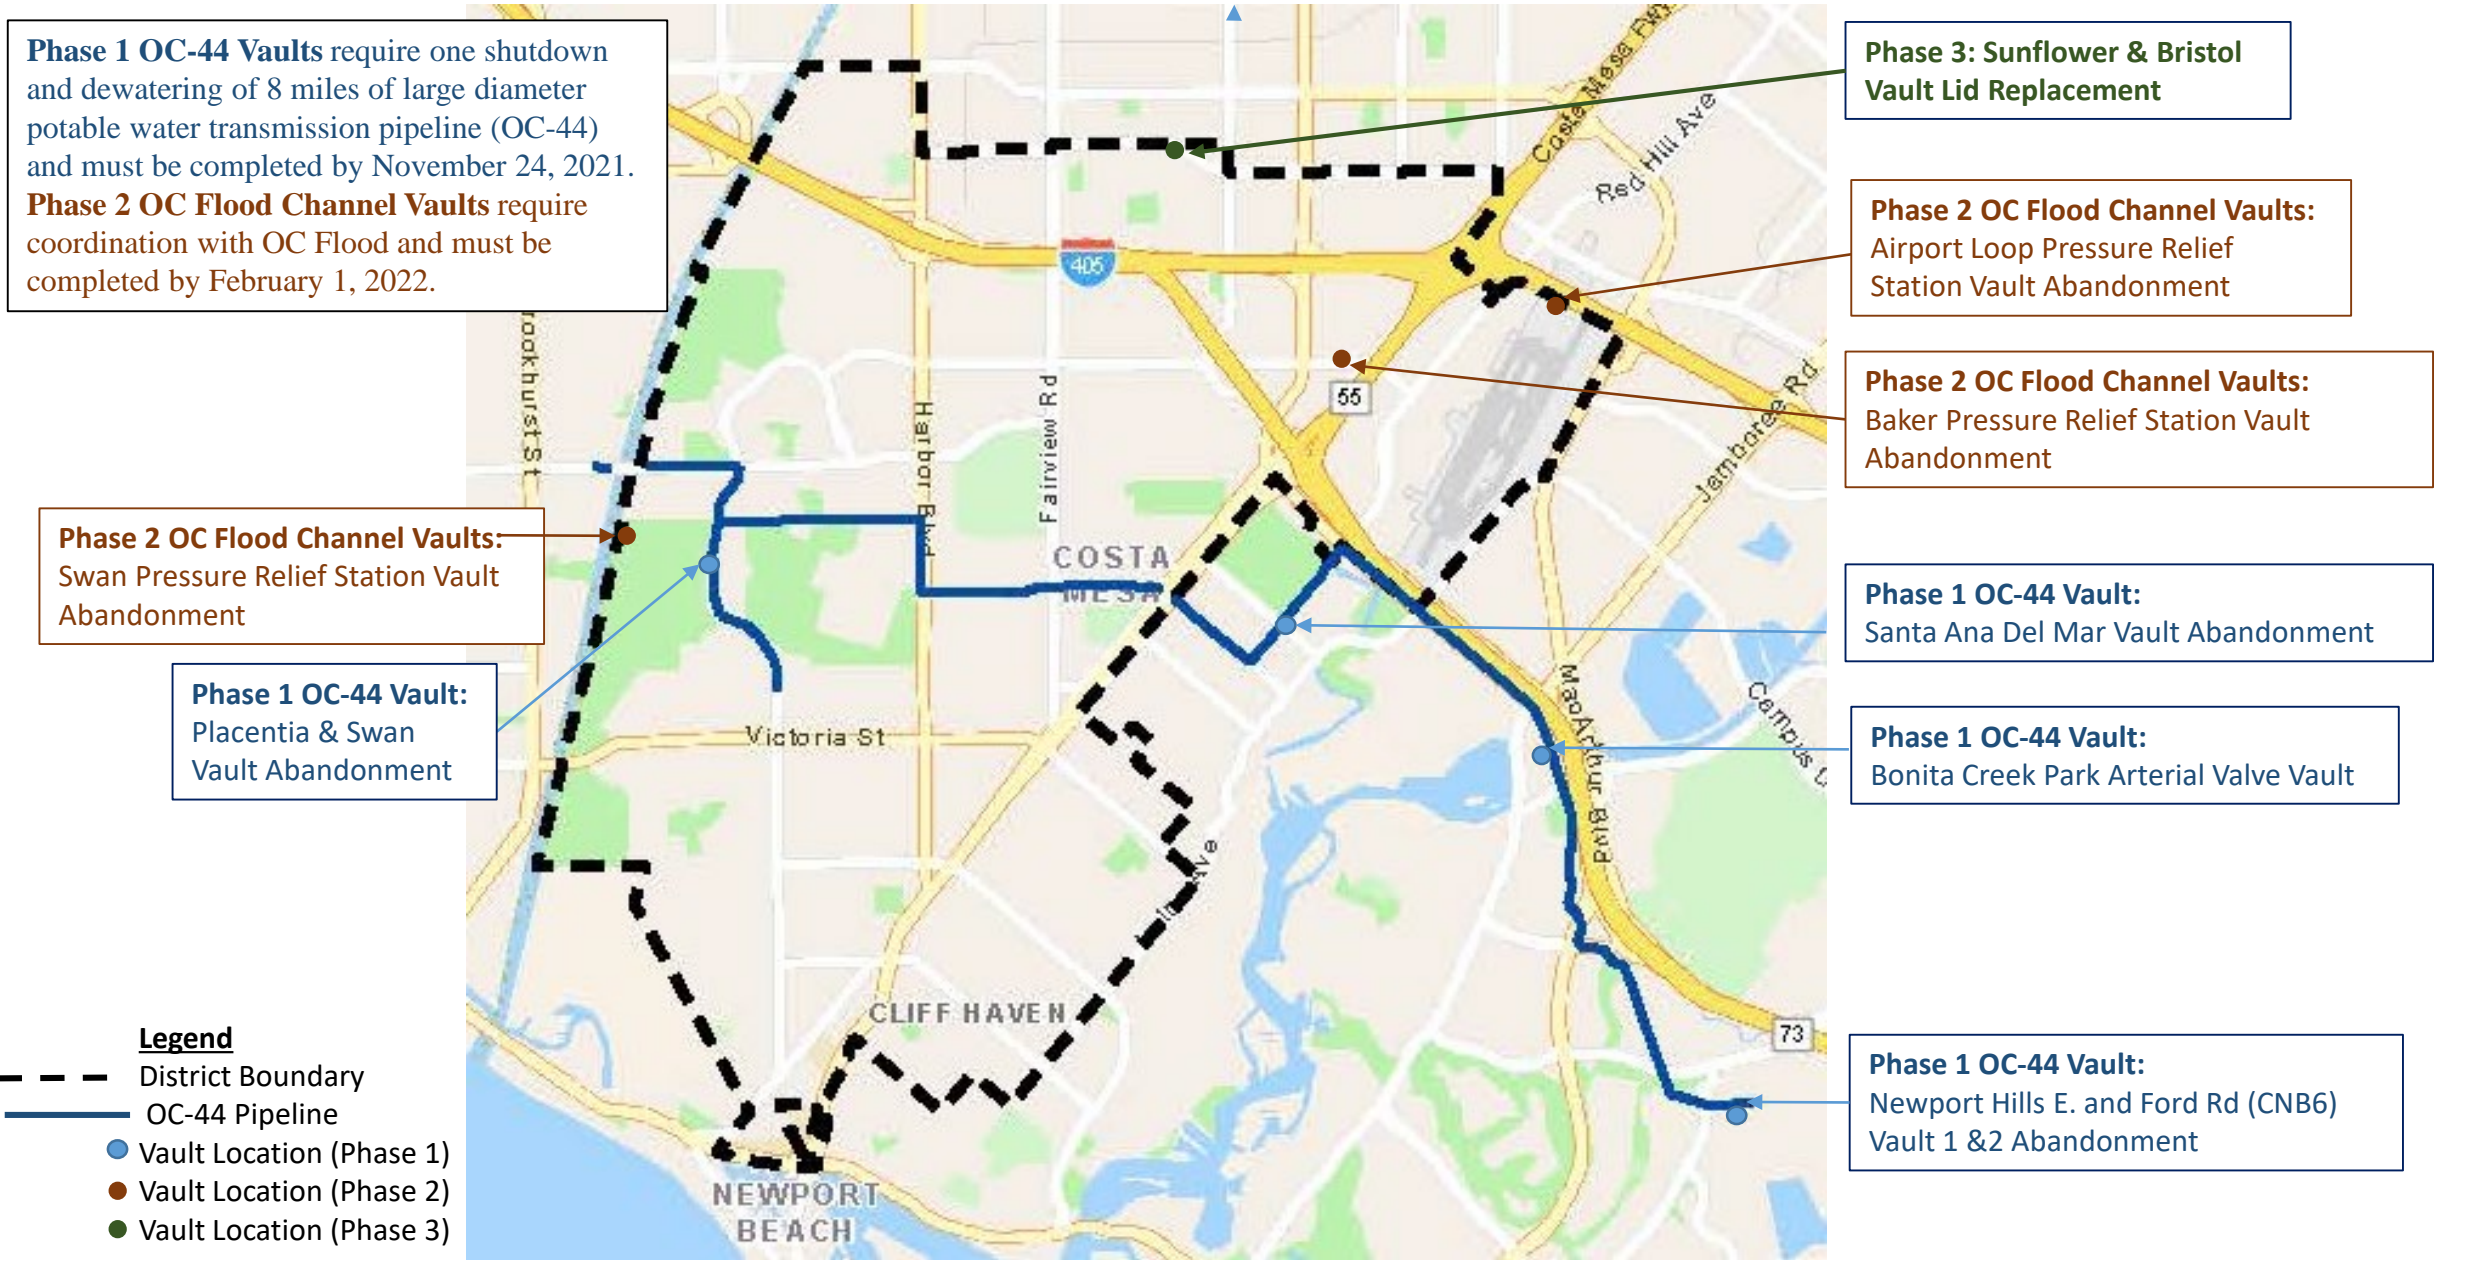 Phase 1 OC-44 Vaults require one shutdown
and dewatering of 8 miles of large diameter
potable water transmission pipeline (OC-44)
and must be completed by November 24, 2021.
Phase 2 OC Flood Channel Vaults require
coordination with OC Flood and must be
completed by February 1, 2022.
Phase 3: Sunflower & Bristol
Vault Lid Replacement
Phase 2 OC Flood Channel Vaults:
Airport Loop Pressure Relief
Station Vault Abandonment
Phase 2 OC Flood Channel Vaults:
Baker Pressure Relief Station Vault
Abandonment
Phase 2 OC Flood Channel Vaults:
Swan Pressure Relief Station Vault
Abandonment
Phase 1 OC-44 Vault:
Placentia & Swan
Vault Abandonment
Phase 1 OC-44 Vault:
Santa Ana Del Mar Vault Abandonment
Phase 1 OC-44 Vault:
Bonita Creek Park Arterial Valve Vault
Phase 1 OC-44 Vault:
Newport Hills E. and Ford Rd (CNB6)
Vault 1 &2 Abandonment
Costa Mesa Fwy
Red Hill Ave
405
55
Jamboree Rd
rookhurst St
Harbor Blvd
Fairview Rd
COSTA
MESA
Victoria St
MacArthur Blvd
Campus D
Ave
CLIFF HAVEN
73
NEWPORT
BEACH
Legend
District Boundary
OC-44 Pipeline
Vault Location (Phase 1)
Vault Location (Phase 2)
Vault Location (Phase 3)